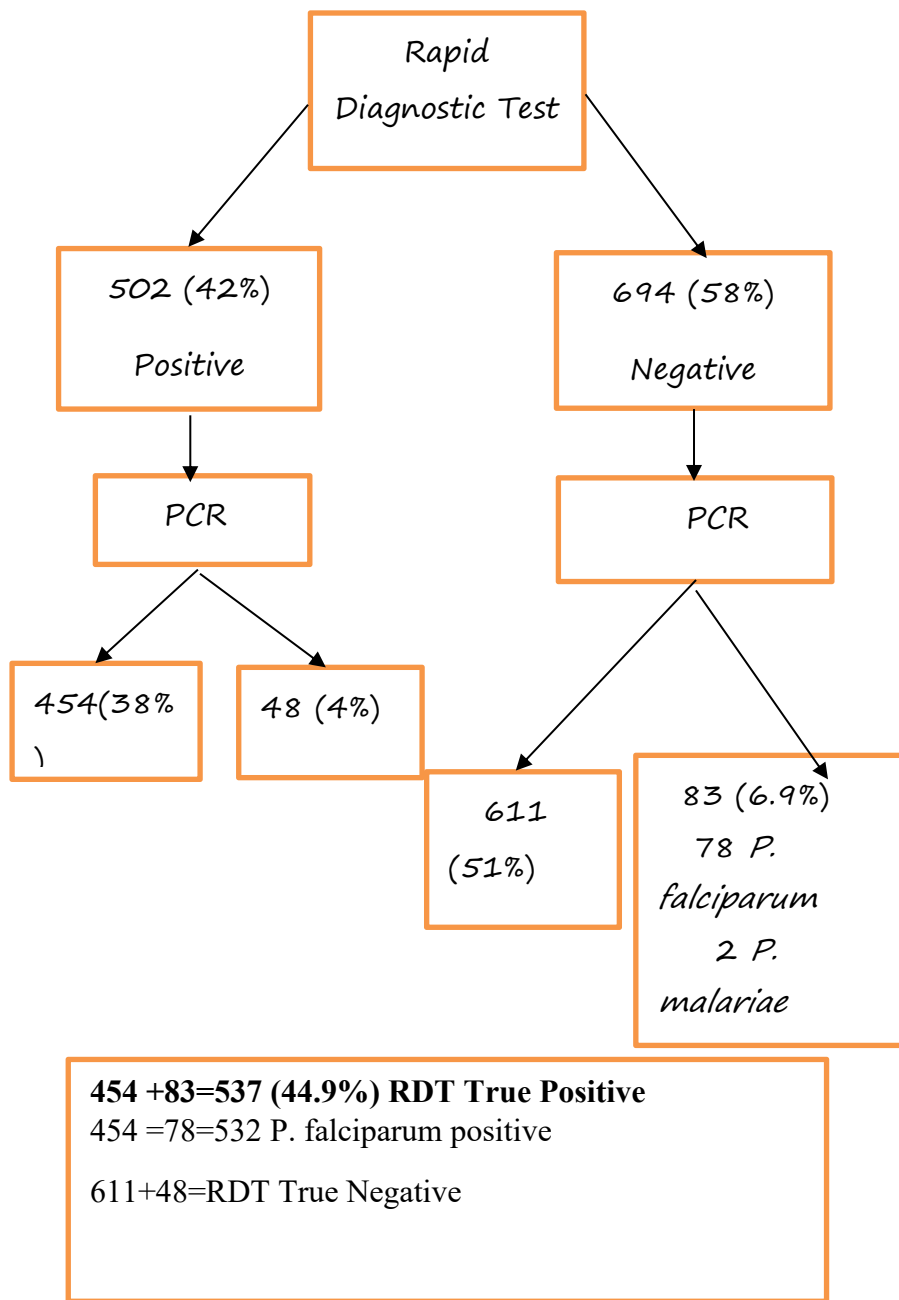 Rapid
Diagnostic Test
502 (42%)
Positive
694 (58%)
Negative
PCR
PCR
454(38%
)
48 (4%)
611
(51%)
83 (6.9%)
78 P.
falciparum
2 P.
malariae
454 +83=537 (44.9%) RDT True Positive
454 =78=532 P. falciparum positive
611+48=RDT True Negative